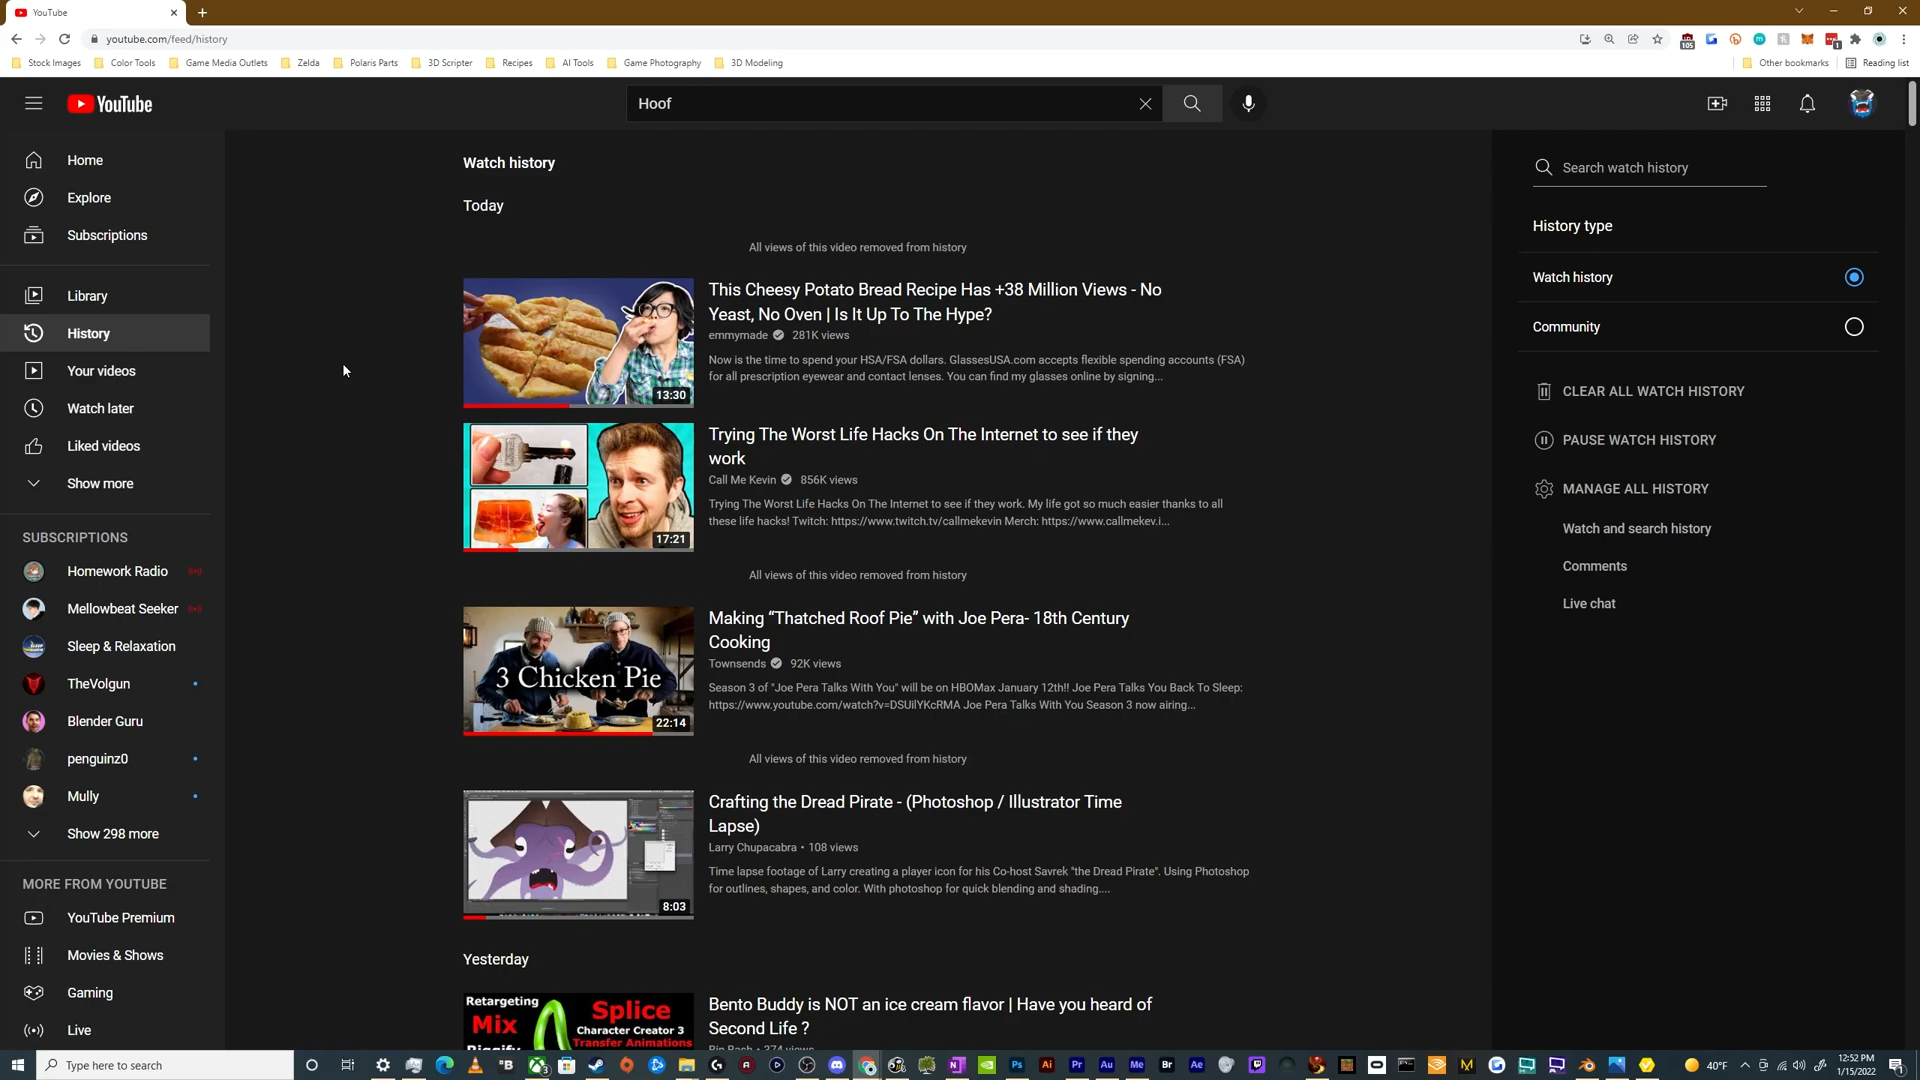 YouTube
youtube.com/feed/history
105
1
Stock Images
Color Tools
Game Media Outlets
Zelda
Polaris Parts
3D Scripter
Recipes
AI Tools
Game Photography
3D Modeling
Other bookmarks
Reading list
YouTube
Hoof
Home
Explore
Subscriptions
Library
History
Your videos
Watch later
Liked videos
Show more
SUBSCRIPTIONS
Homework Radio
Mellowbeat Seeker
Sleep & Relaxation
TheVolgun
Blender Guru
penguinz0
Mully
Show 298 more
MORE FROM YOUTUBE
YouTube Premium
Movies & Shows
Gaming
Live
Watch history
Today
All views of this video removed from history
13:30
This Cheesy Potato Bread Recipe Has +38 Million Views - No
Yeast, No Oven | Is It Up To The Hype?
emmymade 281K views
Now is the time to spend your HSA/FSA dollars. GlassesUSA.com accepts flexible spending accounts (FSA)
for all prescription eyewear and contact lenses. You can find my glasses online by signing...
17:21
Trying The Worst Life Hacks On The Internet to see if they
work
Call Me Kevin 856K views
Trying The Worst Life Hacks On The Internet to see if they work. My life got so much easier thanks to all
these life hacks! Twitch: https://www.twitch.tv/callmekevin Merch: https://www.callmekev.i...
All views of this video removed from history
3 Chicken Pie
22:14
Making “Thatched Roof Pie” with Joe Pera- 18th Century
Cooking
Townsends 92K views
Season 3 of "Joe Pera Talks With You" will be on HBOMax January 12th!! Joe Pera Talks You Back To Sleep:
https://www.youtube.com/watch?v=DSUilYKcRMA Joe Pera Talks With You Season 3 now airing...
All views of this video removed from history
8:03
Crafting the Dread Pirate - (Photoshop / Illustrator Time
Lapse)
Larry Chupacabra • 108 views
Time lapse footage of Larry creating a player icon for his Co-host Savrek "the Dread Pirate". Using Photoshop
for outlines, shapes, and color. With photoshop for quick blending and shading....
Yesterday
Retargeting
Mix
Splice
Character Creator 3
Transfer Animations
Bento Buddy is NOT an ice cream flavor | Have you heard of
Second Life ?
Search watch history
History type
Watch history
Community
CLEAR ALL WATCH HISTORY
PAUSE WATCH HISTORY
MANAGE ALL HISTORY
Watch and search history
Comments
Live chat
Type here to search
Ps
Ai
Pr
Au
Me
Br
Ae
40°F
12:52 PM
1/15/2022